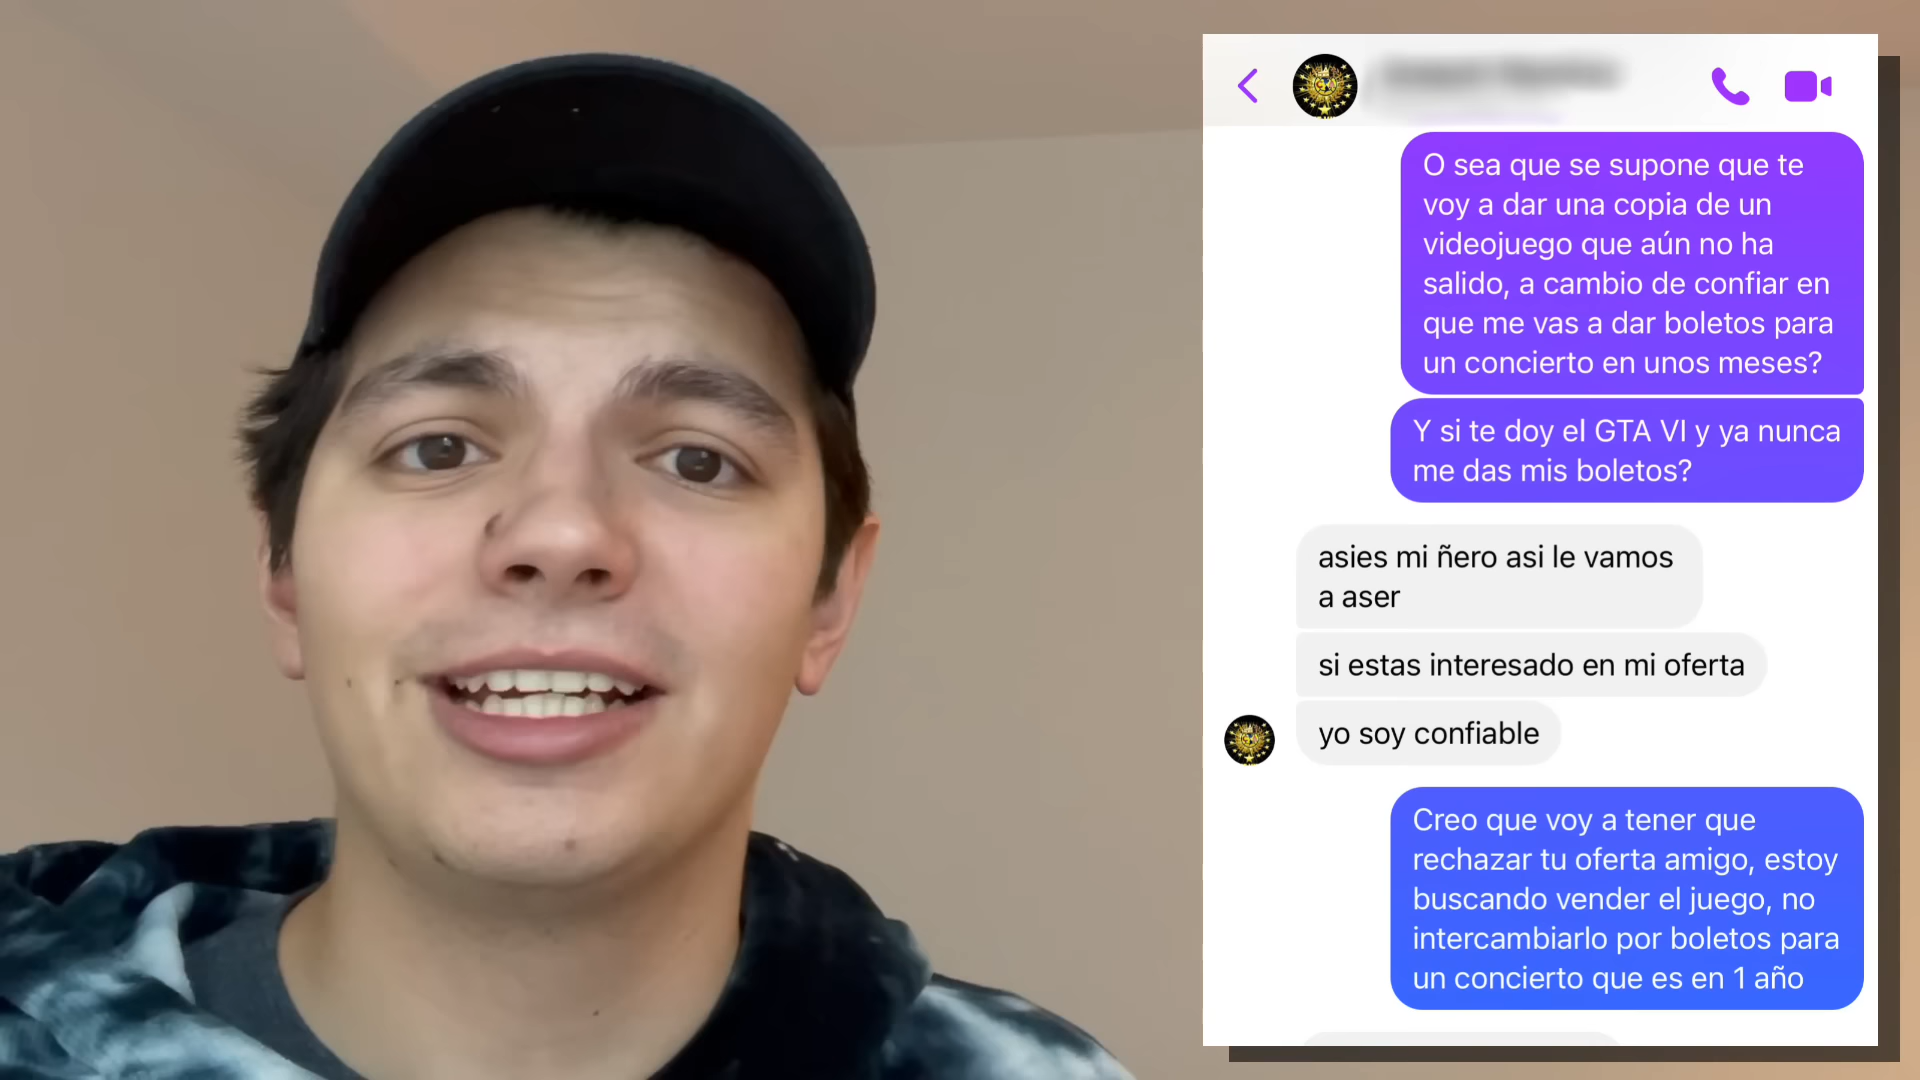 O sea que se supone que te
voy a dar una copia de un
videojuego que aún no ha
salido, a cambio de confiar en
que me vas a dar boletos para
un concierto en unos meses?
Y si te doy el GTA VI y ya nunca
me das mis boletos?
asies mi ñero asi le vamos
a aser
si estas interesado en mi oferta
yo soy confiable
Creo que voy a tener que
rechazar tu oferta amigo, estoy
buscando vender el juego, no
intercambiarlo por boletos para
un concierto que es en 1 año